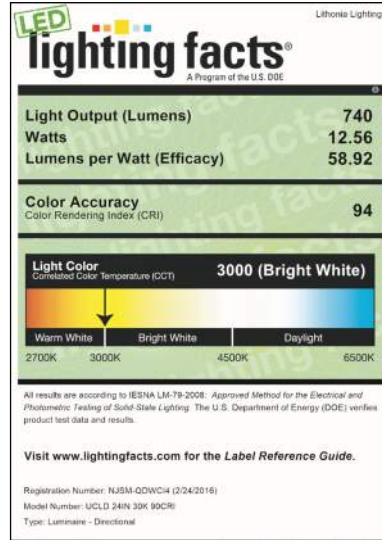 Lithonia Lighting
LED
lighting facts®
A Program of the U.S. DOE
Light Output (Lumens) 740
Watts 12.56
Lumens per Watt (Efficacy) 58.92
Color Accuracy 94
Color Rendering Index (CRI)
Light Color 3000 (Bright White)
Correlated Color Temperature (CCT)
Warm White Bright White Daylight
2700K 3000K 4500K 6500K
All results are according to IESNA LM-79-2008: Approved Method for the Electrical and
Photometric Testing of Solid-State Lighting. The U.S. Department of Energy (DOE) verifies
product test data and results.
Visit www.lightingfacts.com for the Label Reference Guide.
Registration Number: NJSM-QDWCI4 (2/24/2016)
Model Number: UCLD 24IN 30K 90CRI
Type: Luminaire - Directional